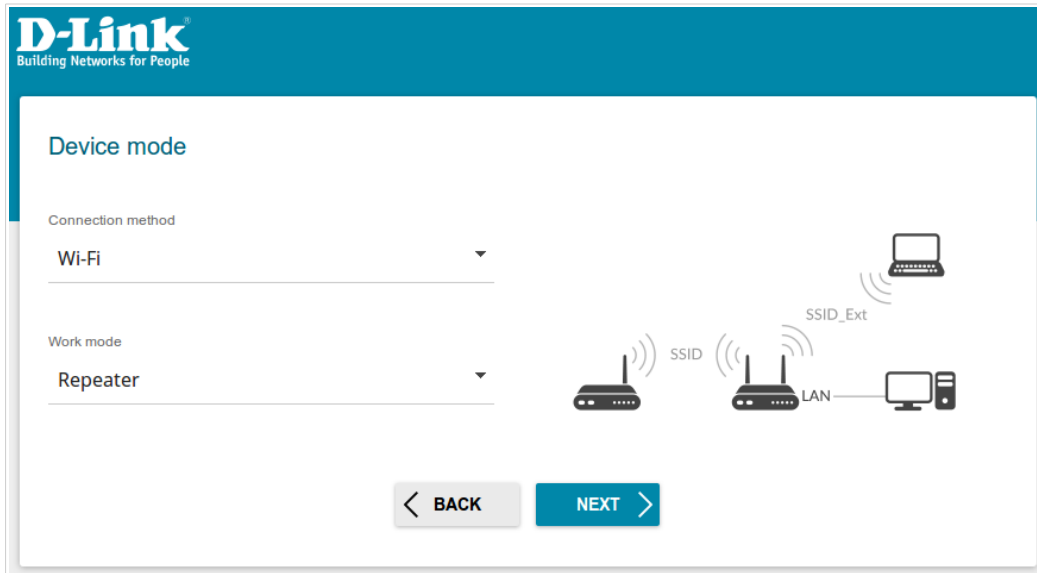 D-Link®
Building Networks for People
Device mode
Connection method
Wi-Fi
Work mode
Repeater
SSID
SSID_Ext
LAN
BACK
NEXT